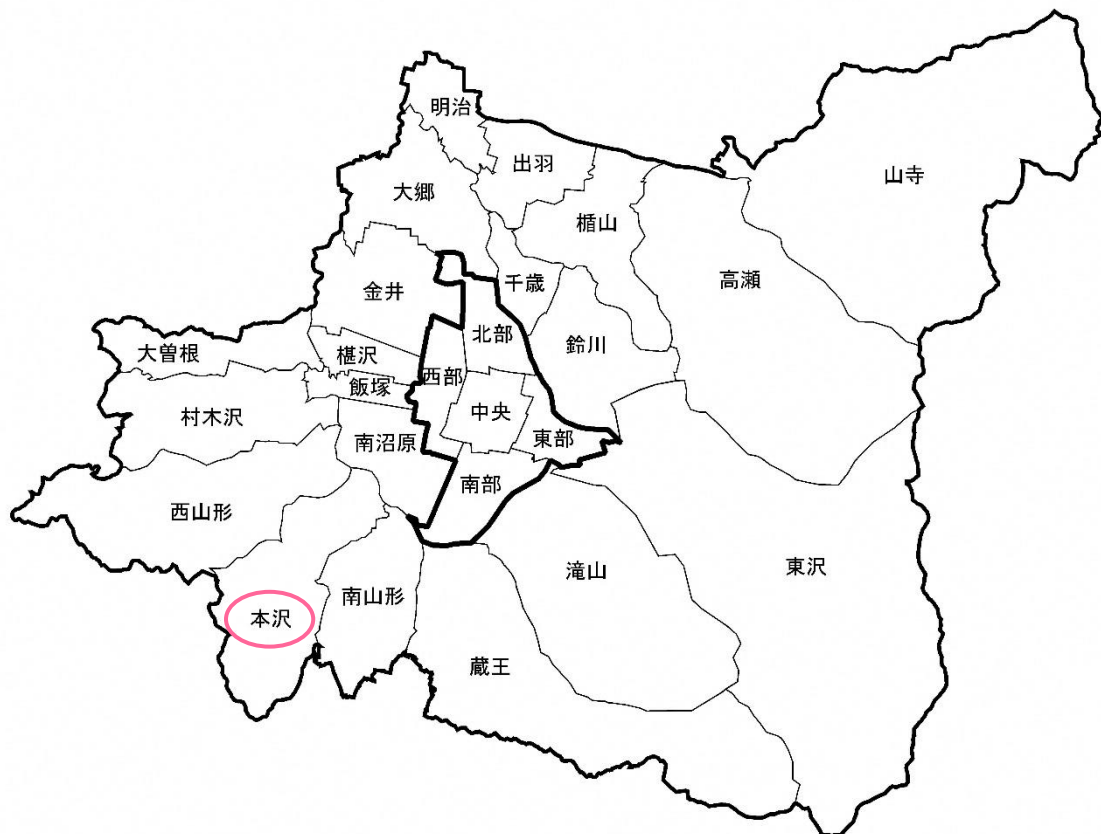 明治
出羽
山寺
大郷
楯山
高瀬
千歳
金井
北部
鈴川
大曽根
椹沢
西部
飯塚
村木沢
中央
南沼原
東部
南部
西山形
滝山
東沢
南山形
本沢
蔵王